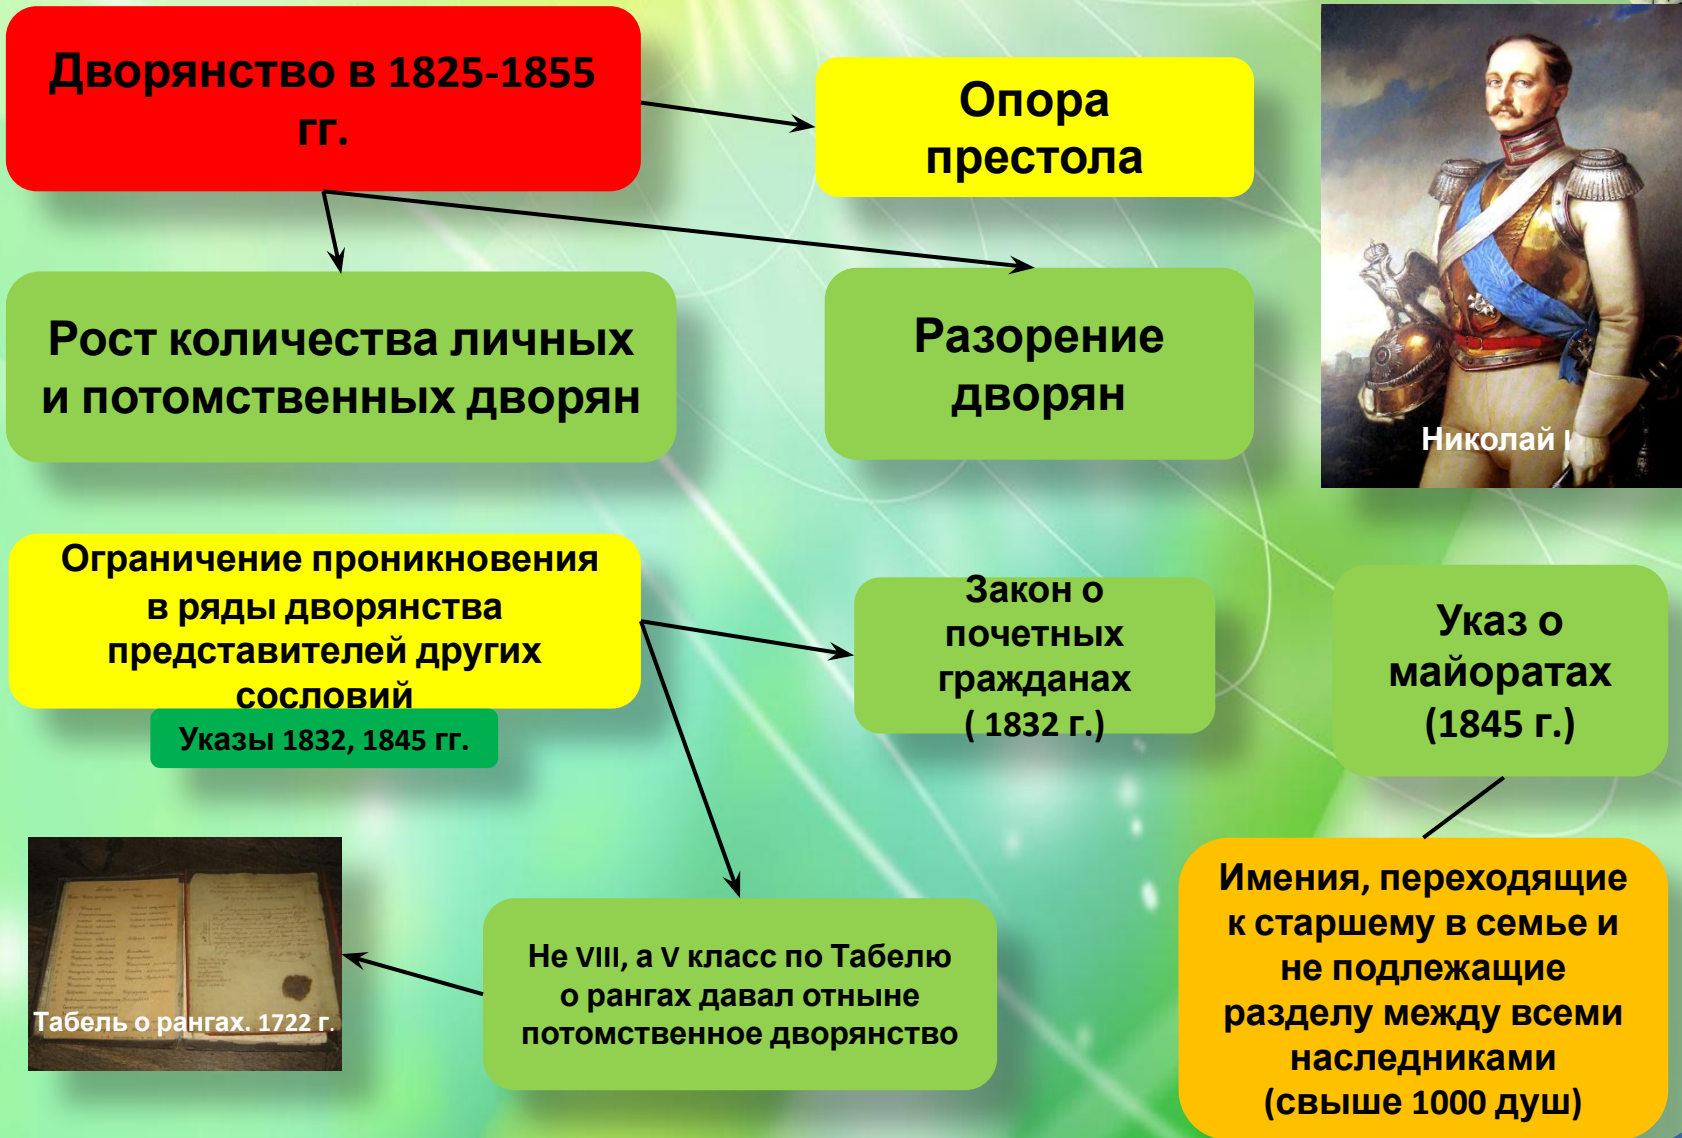 Дворянство в 1825-1855
гг.
Опора
престола
Рост количества личных
и потомственных дворян
Разорение
дворян
Николай I
Ограничение проникновения
в ряды дворянства
представителей других
сословий
Указы 1832, 1845 гг.
Закон о
почетных
гражданах
( 1832 г.)
Указ о
майоратах
(1845 г.)
Табель о рангах. 1722 г.
Не VIII, а V класс по Табелю
о рангах давал отныне
потомственное дворянство
Имения, переходящие
к старшему в семье и
не подлежащие
разделу между всеми
наследниками
(свыше 1000 душ)